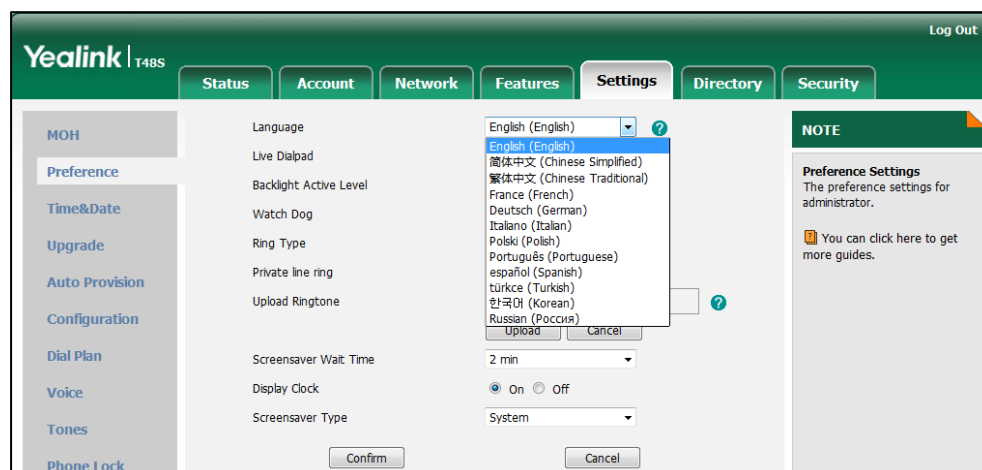 Log Out
Yealink T48S
Status Account Network Features Settings Directory Security
MOH
Preference
Time&Date
Upgrade
Auto Provision
Configuration
Dial Plan
Voice
Tones
Phone Lock
Language English (English)
English (English)
简体中文 (Chinese Simplified)
繁体中文 (Chinese Traditional)
France (French)
Deutsch (German)
Italiano (Italian)
Polski (Polish)
Português (Portuguese)
español (Spanish)
türkce (Turkish)
한국어 (Korean)
Russian (Россия)
Live Dialpad
Backlight Active Level
Watch Dog
Ring Type
Private line ring
Upload Ringtone
Upload Cancel
Screensaver Wait Time 2 min
Display Clock On Off
Screensaver Type System
Confirm Cancel
NOTE
Preference Settings
The preference settings for
administrator.
You can click here to get
more guides.